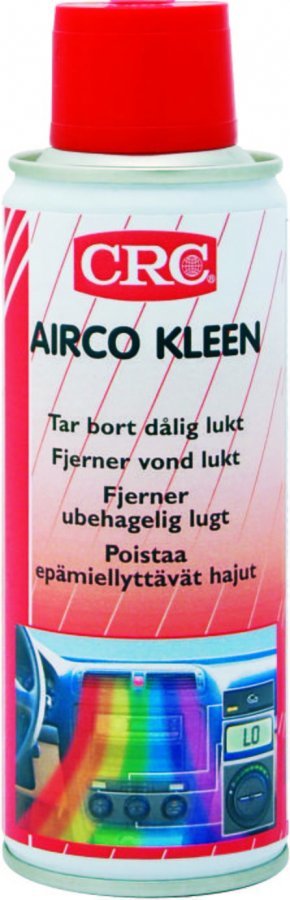 CRC®
AIRCO KLEEN
Tar bort dålig lukt
Fjerner vond lukt
Fjerner
ubehagelig lugt
Poistaa
epämiellyttävät hajut
LO